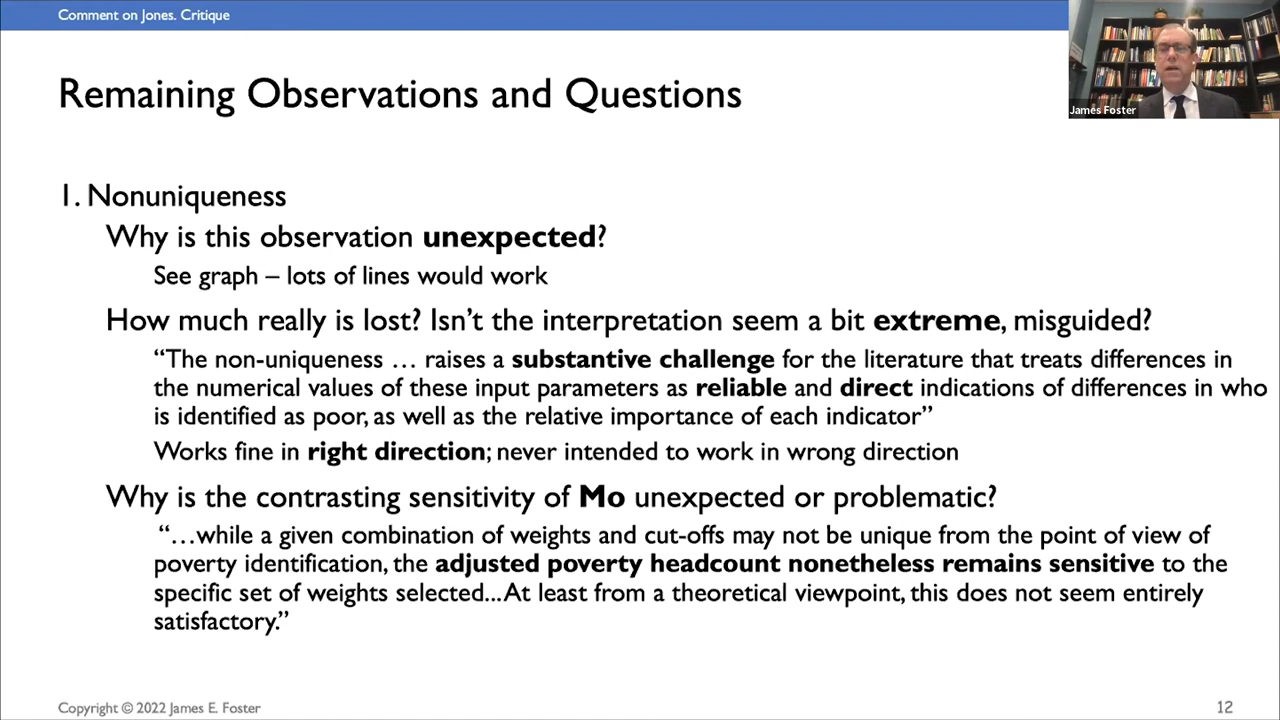 Comment on Jones. Critique
James Foster
Remaining Observations and Questions
1. Nonuniqueness
Why is this observation unexpected?
See graph – lots of lines would work
How much really is lost? Isn't the interpretation seem a bit extreme, misguided?
“The non-uniqueness … raises a substantive challenge for the literature that treats differences in
the numerical values of these input parameters as reliable and direct indications of differences in who
is identified as poor, as well as the relative importance of each indicator”
Works fine in right direction; never intended to work in wrong direction
Why is the contrasting sensitivity of Mo unexpected or problematic?
“…while a given combination of weights and cut-offs may not be unique from the point of view of
poverty identification, the adjusted poverty headcount nonetheless remains sensitive to the
specific set of weights selected...At least from a theoretical viewpoint, this does not seem entirely
satisfactory.”
Copyright © 2022 James E. Foster
12